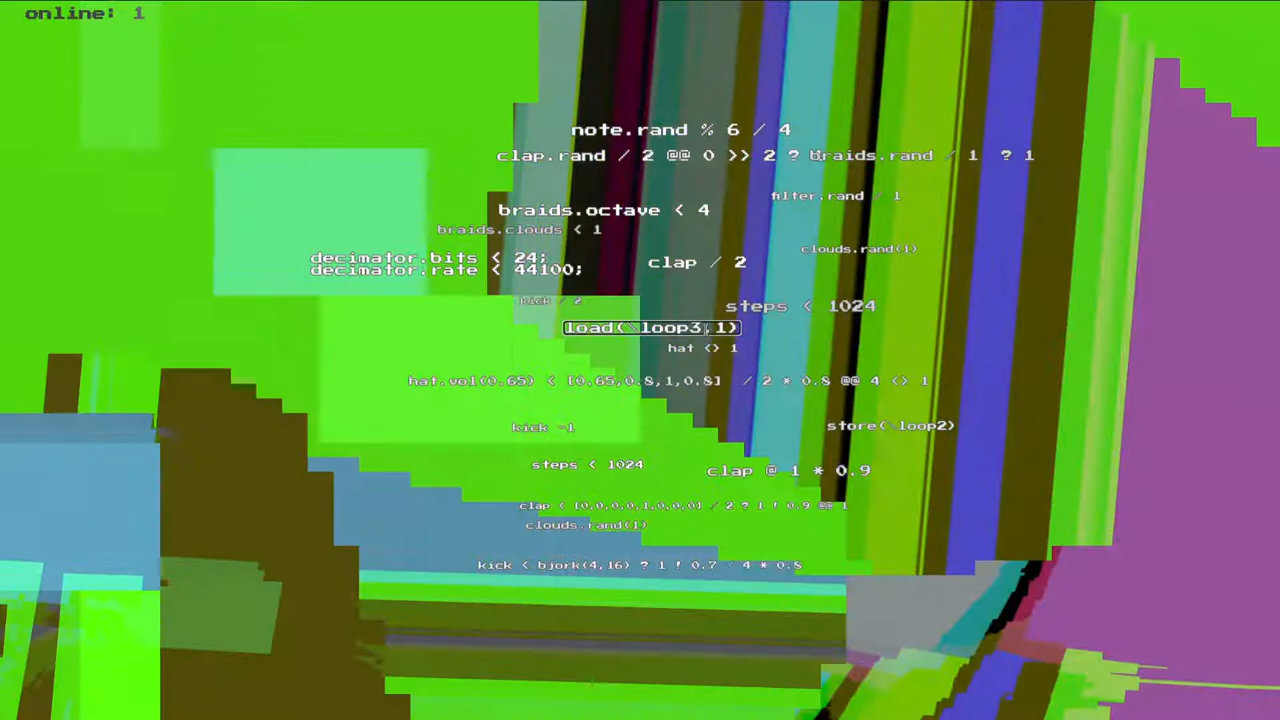 online: 1
note.rand % 6 / 4
clap.rand / 2 @@ 0 >> 2 ? braids.rand / 1 ? 1
filter.rand / 1
braids.octave < 4
braids.clouds < 1
clouds.rand(1)
decimator.bits < 24;
clap / 2
decimator.rate < 44100;
kick / 2
steps < 1024
load(\loop3,1)
hat <> 1
hat.vol(0.65) < [0.65,0.8,1,0.8] / 2 * 0.8 @@ 4 <> 1
kick ~1
store(\loop2)
steps < 1024
clap @ 1 * 0.9
clap < [0,0,0,0,1,0,0,0] / 2 ? 1 ! 0.9 @@ 1
clouds.rand(1)
kick < bjork(4,16) ? 1 ! 0.7 / 4 * 0.8